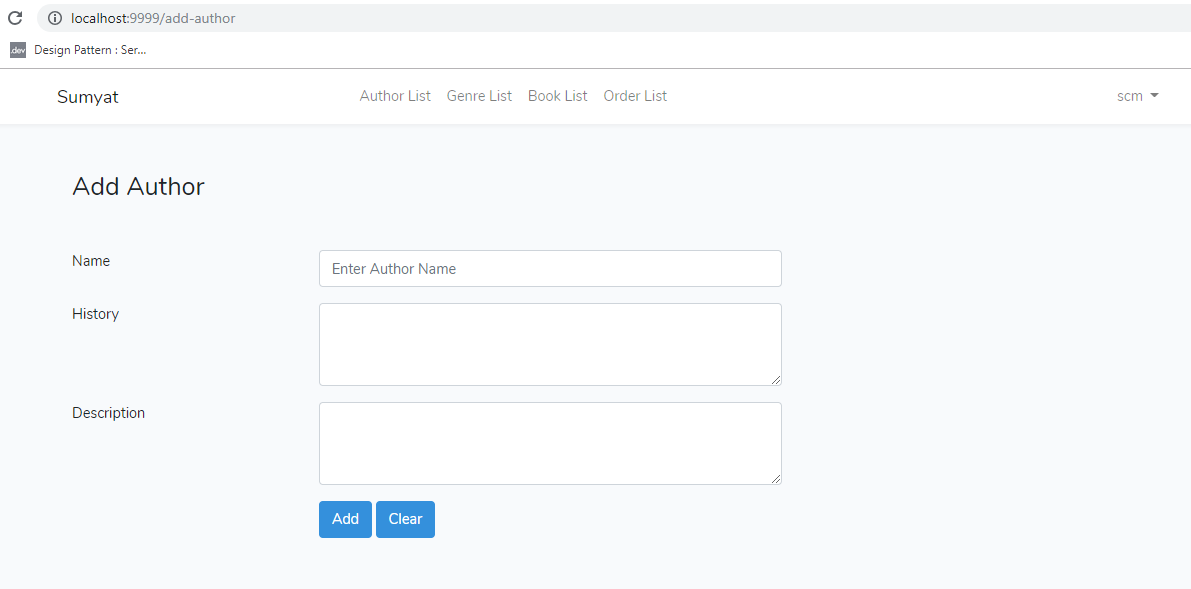 localhost:9999/add-author
.dev Design Pattern : Ser...
Sumyat Author List Genre List Book List Order List scm
Add Author
Name Enter Author Name
History
Description
Add Clear